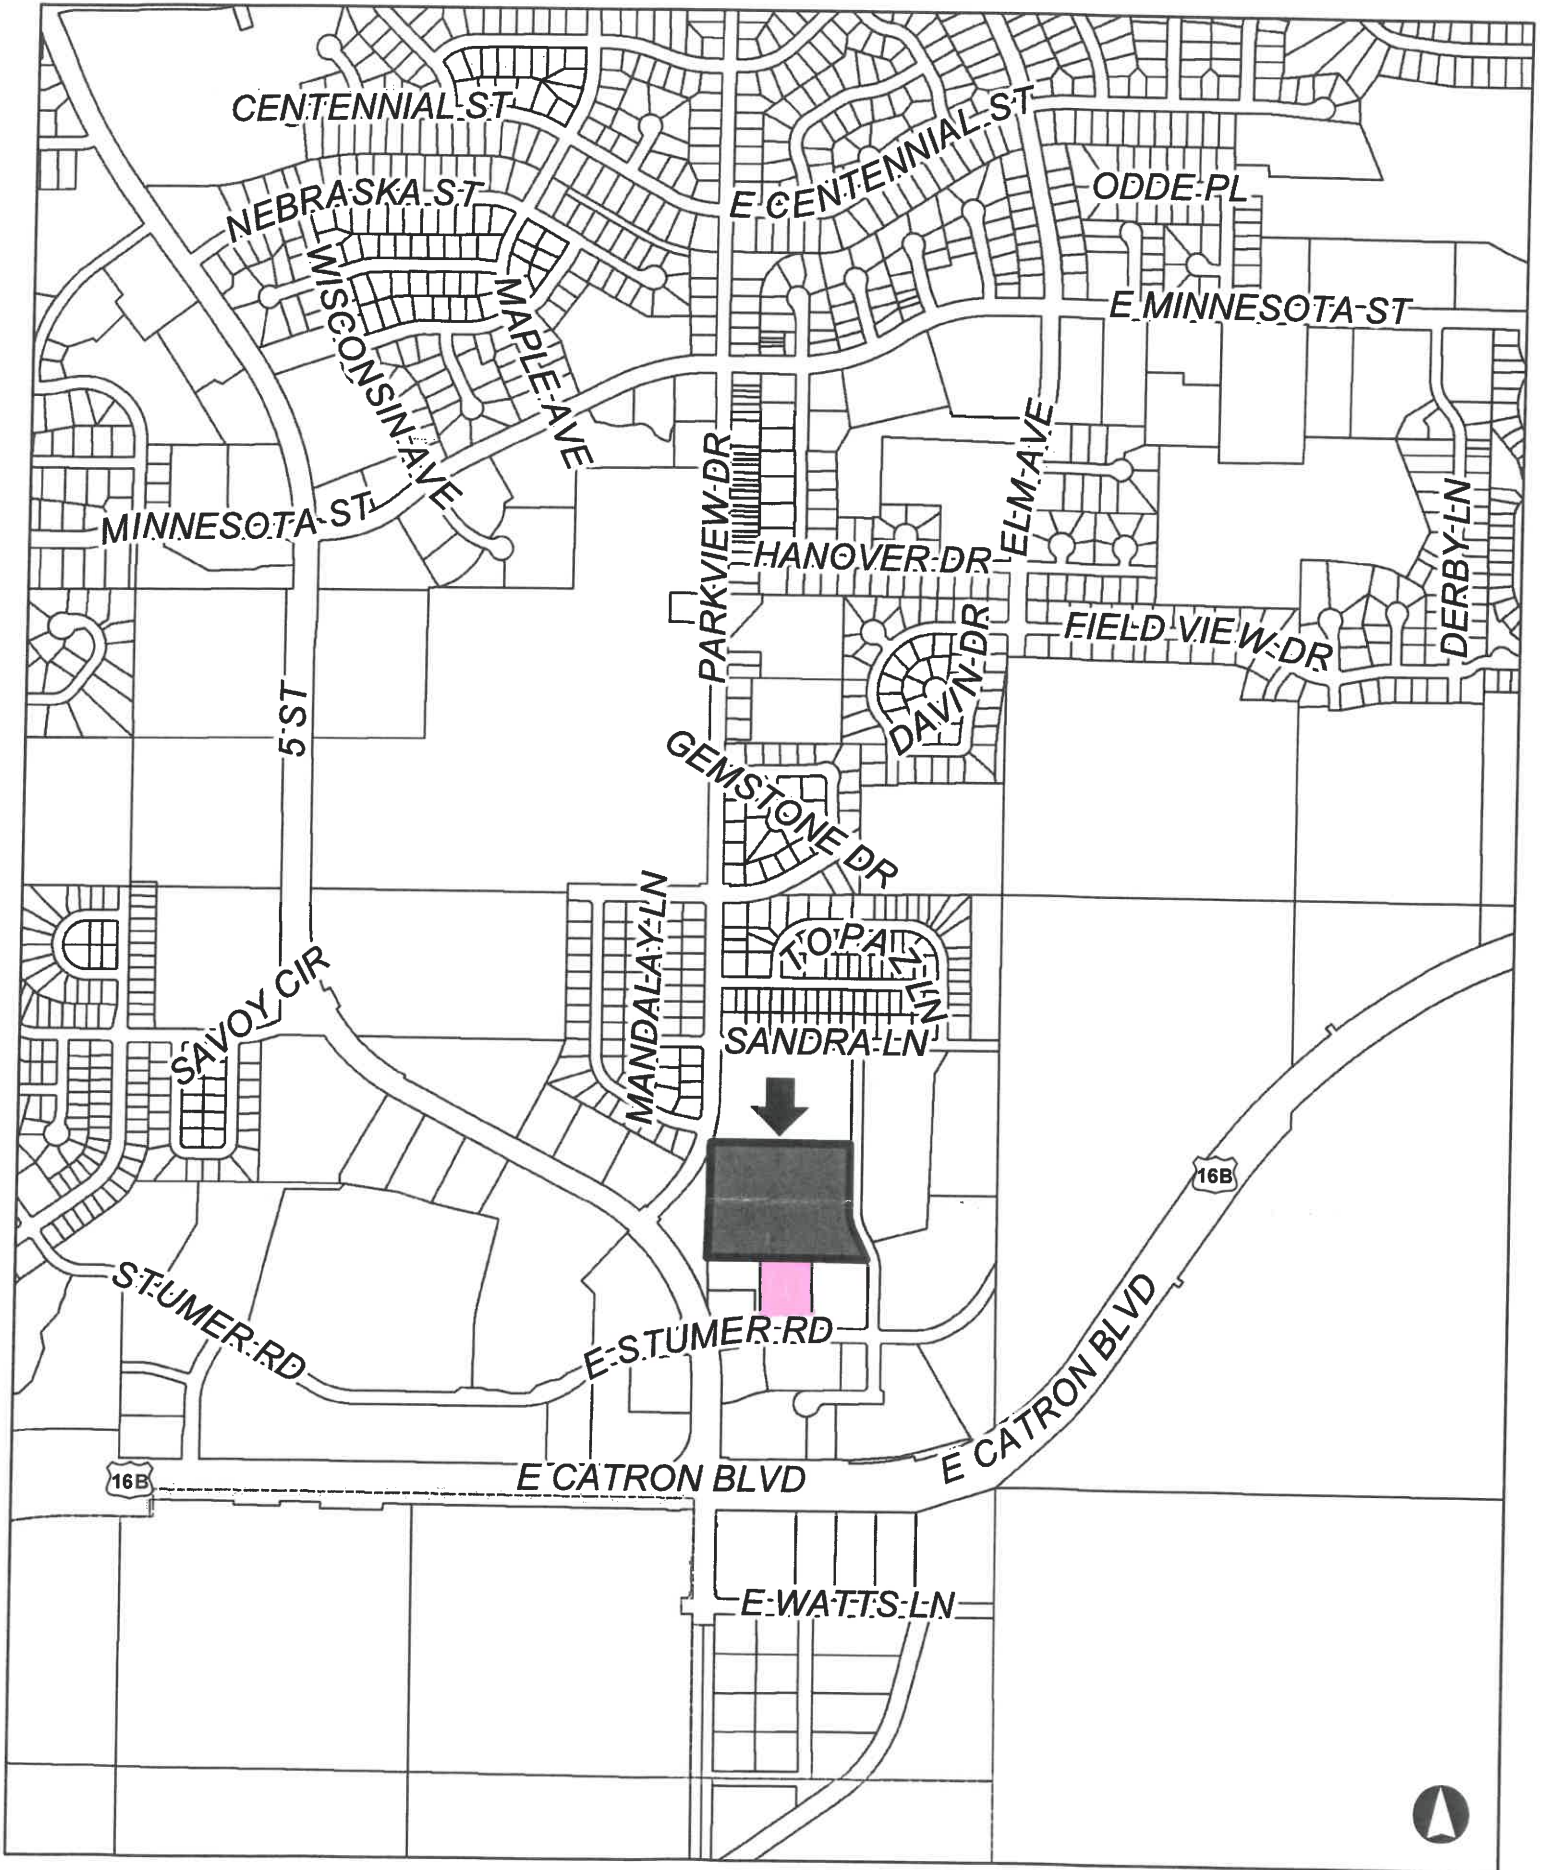 CENTENNIAL ST
E CENTENNIAL ST
ODDE PL
NEBRASKA ST
WISCONSIN AVE
MAPLE AVE
E MINNESOTA ST
MINNESOTA ST
PARKVIEW DR
ELM AVE
DERBY LN
HANOVER DR
FIELD VIEW DR
DAVIN DR
5 ST
GEMSTONE DR
MANDALAY LN
TOPAZ LN
SAVOY CIR
SANDRA LN
16B
STUMER RD
E STUMER RD
E CATRON BLVD
16B
E CATRON BLVD
E WATTS LN